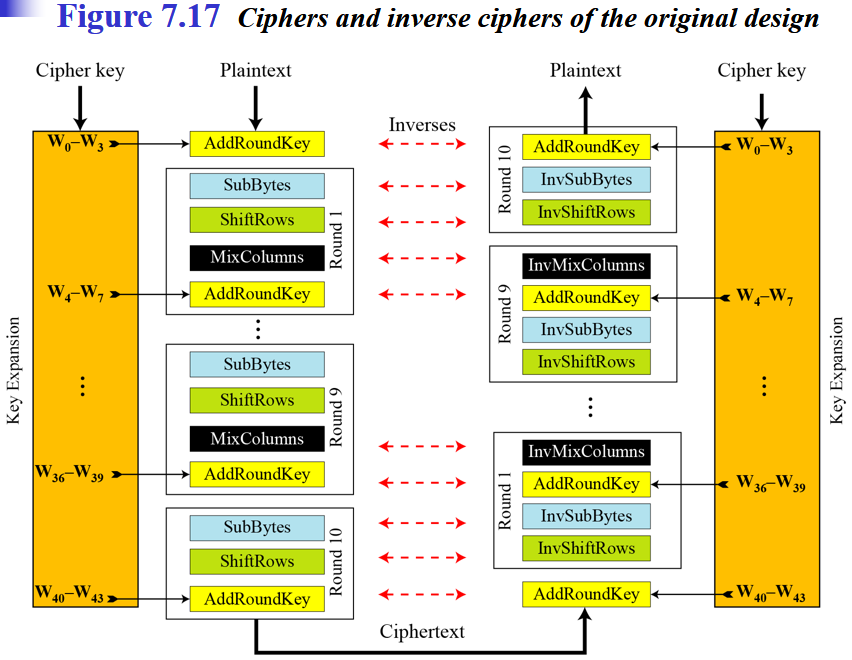 Figure 7.17 Ciphers and inverse ciphers of the original design
Cipher key
Plaintext
Plaintext
Cipher key
Inverses
Key Expansion
W0–W3
W4–W7
⋮
W36–W39
W40–W43
AddRoundKey
SubBytes
ShiftRows
MixColumns
AddRoundKey
Round 1
⋮
SubBytes
ShiftRows
MixColumns
AddRoundKey
Round 9
SubBytes
ShiftRows
AddRoundKey
Round 10
Ciphertext
AddRoundKey
InvSubBytes
InvShiftRows
Round 10
InvMixColumns
AddRoundKey
InvSubBytes
InvShiftRows
Round 9
⋮
InvMixColumns
AddRoundKey
InvSubBytes
InvShiftRows
Round 1
AddRoundKey
W0–W3
W4–W7
⋮
W36–W39
W40–W43
Key Expansion